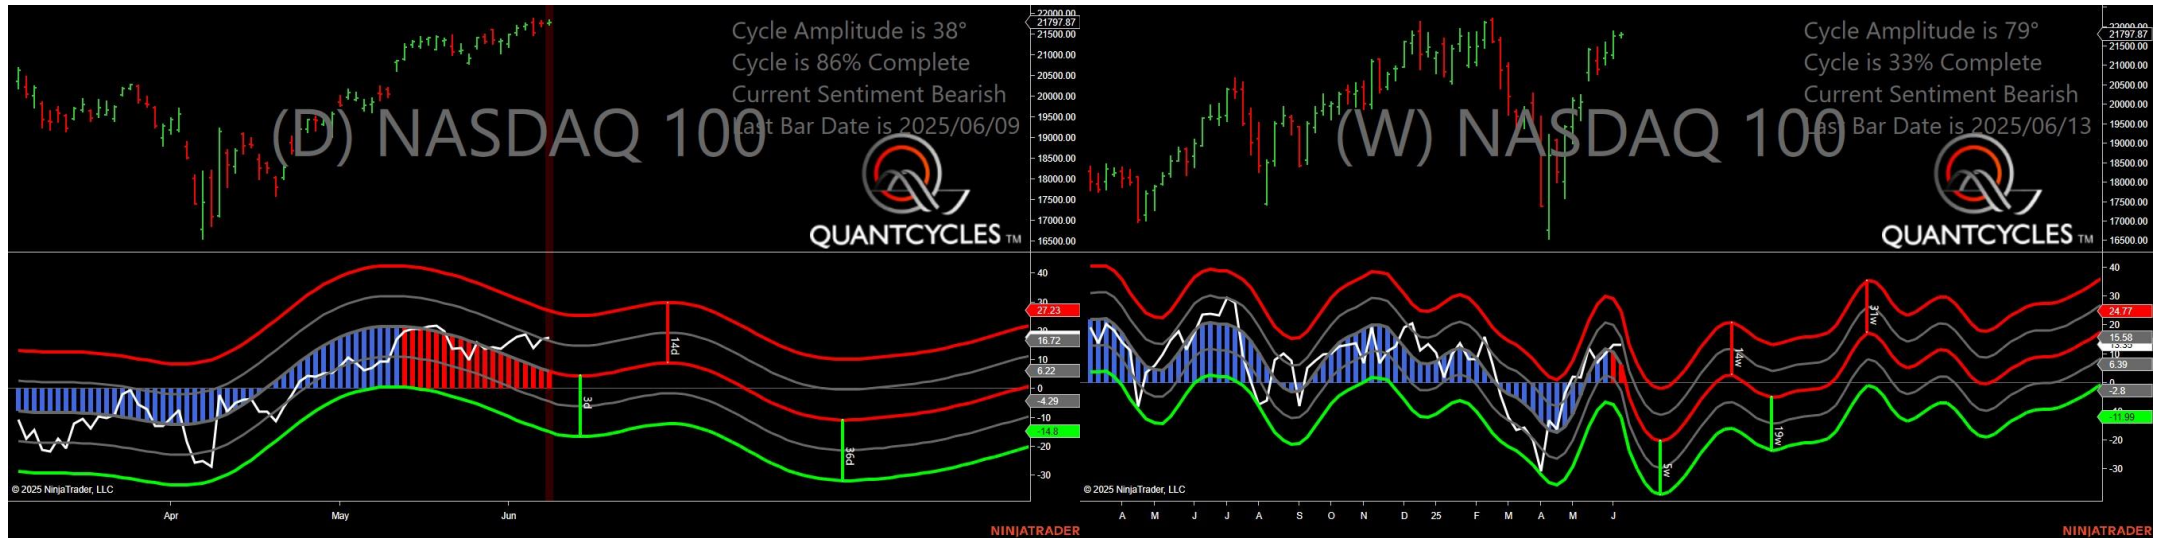 Cycle Amplitude is 38°
Cycle is 86% Complete
Current Sentiment Bearish
Last Bar Date is 2025/06/09
(D) NASDAQ 100
QUANTCYCLES TM
22000.00
21797.87
21500.00
21000.00
20500.00
20000.00
19500.00
19000.00
18500.00
18000.00
17500.00
17000.00
16500.00
40
30
27.23
20
16.72
10
6.22
0
-4.29
-10
-14.8
-20
-30
3d
14d
36d
© 2025 NinjaTrader, LLC
Apr May Jun
NINJATRADER
Cycle Amplitude is 79°
Cycle is 33% Complete
Current Sentiment Bearish
Last Bar Date is 2025/06/13
(W) NASDAQ 100
QUANTCYCLES TM
22000.00
21797.87
21500.00
21000.00
20500.00
20000.00
19500.00
19000.00
18500.00
18000.00
17500.00
17000.00
16500.00
40
30
24.77
20
15.58
10
6.39
0
-2.8
-11.99
-20
-30
5w
14w
19w
31w
© 2025 NinjaTrader, LLC
A M J J A S O N D 25 F M A M J
NINJATRADER